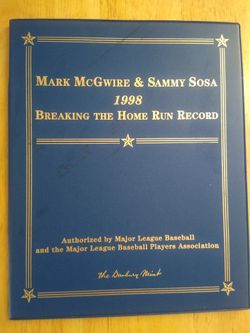 MARK MCGWIRE & SAMMY SOSA
1998
BREAKING THE HOME RUN RECORD
Authorized by Major League Baseball
and the Major League Baseball Players Association
The Danbury Mint